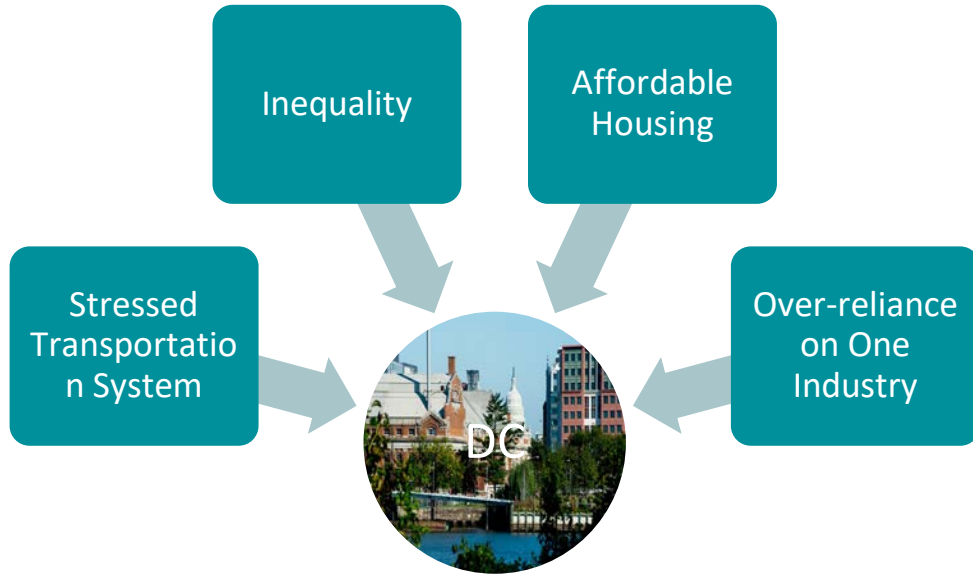 Inequality
Affordable
Housing
Stressed
Transportatio
n System
Over-reliance
on One
Industry
DC